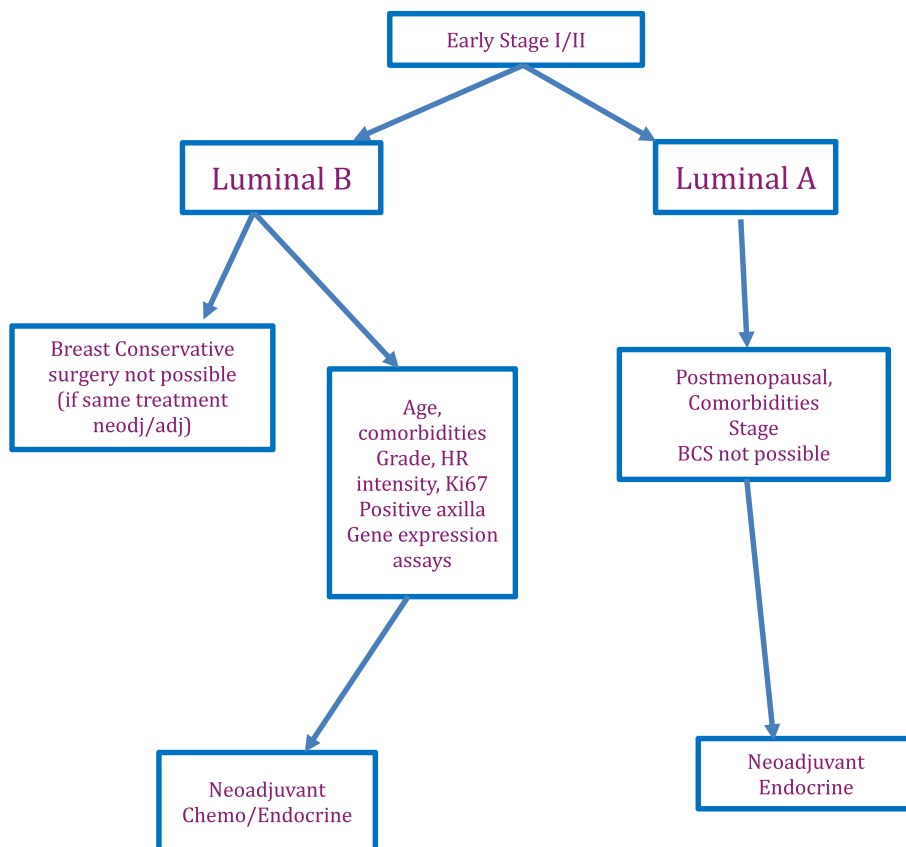 Early Stage I/II
Luminal B
Luminal A
Breast Conservative
surgery not possible
(if same treatment
neodj/adj)
Age,
comorbidities
Grade, HR
intensity, Ki67
Positive axilla
Gene expression
assays
Postmenopausal,
Comorbidities
Stage
BCS not possible
Neoadjuvant
Chemo/Endocrine
Neoadjuvant
Endocrine